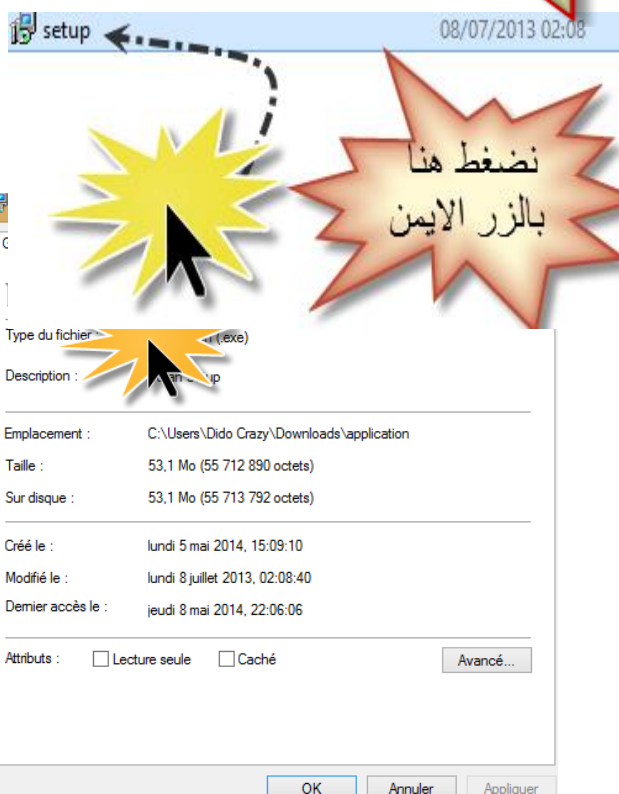 setup 08/07/2013 02:08
نضغط هنا
بالزر الايمن
Type du fichier : (.exe)
Description :
Emplacement : C:\Users\Dido Crazy\Downloads\application
Taille : 53,1 Mo (55 712 890 octets)
Sur disque : 53,1 Mo (55 713 792 octets)
Créé le : lundi 5 mai 2014, 15:09:10
Modifié le : lundi 8 juillet 2013, 02:08:40
Dernier accès le : jeudi 8 mai 2014, 22:06:06
Attributs : Lecture seule Caché Avancé...
OK Annuler Appliquer